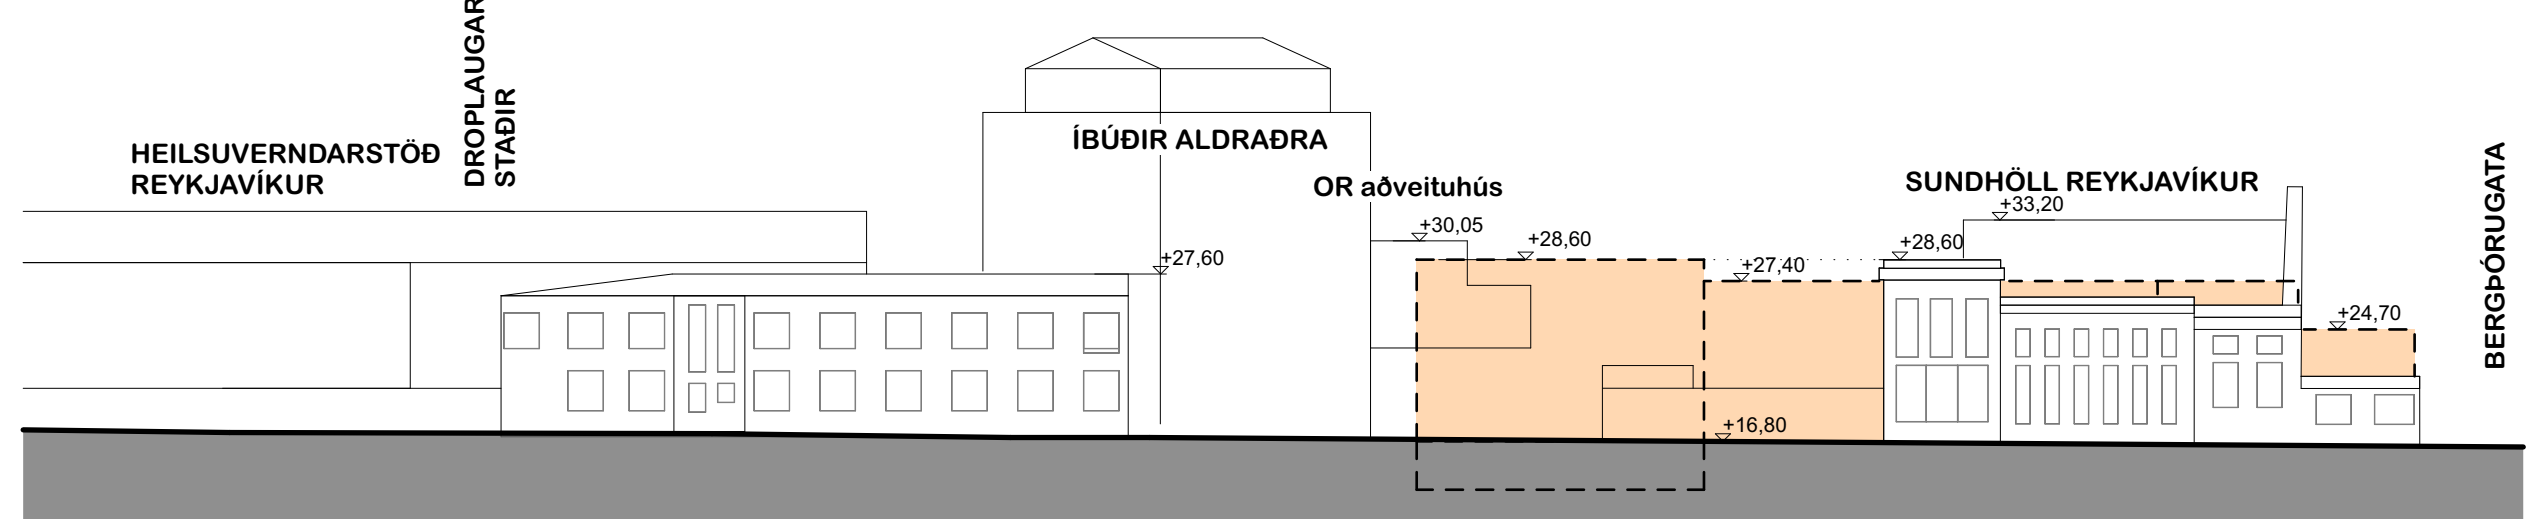 DROPLAUGAR
STAÐIR
HEILSUVERNDARSTÖÐ
REYKJAVÍKUR
ÍBÚÐIR ALDRAÐRA
OR aðveituhús
SUNDHÖLL REYKJAVÍKUR
BERGÞÓRUGATA
+33,20
+30,05
+28,60
+28,60
+27,60
+27,40
+24,70
+16,80